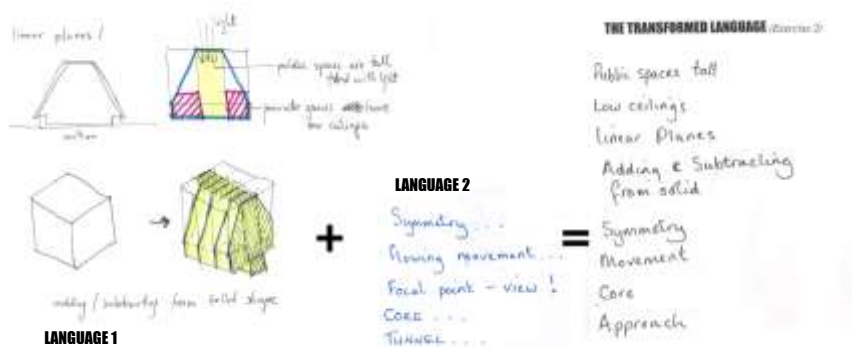 linear planes /
section
light
public spaces are tall
filled with light
private spaces have
low ceilings
adding / subtracting from solid shape
LANGUAGE 1
+
LANGUAGE 2
Symmetry . . .
Flowing movement . . .
Focal point - view !
CORE . . .
TUNNEL . . . .
=
THE TRANSFORMED LANGUAGE (Exercise 2)
Public spaces tall
Low ceilings
Linear Planes
Adding & Subtracting
from solid
Symmetry
Movement
Core
Approach